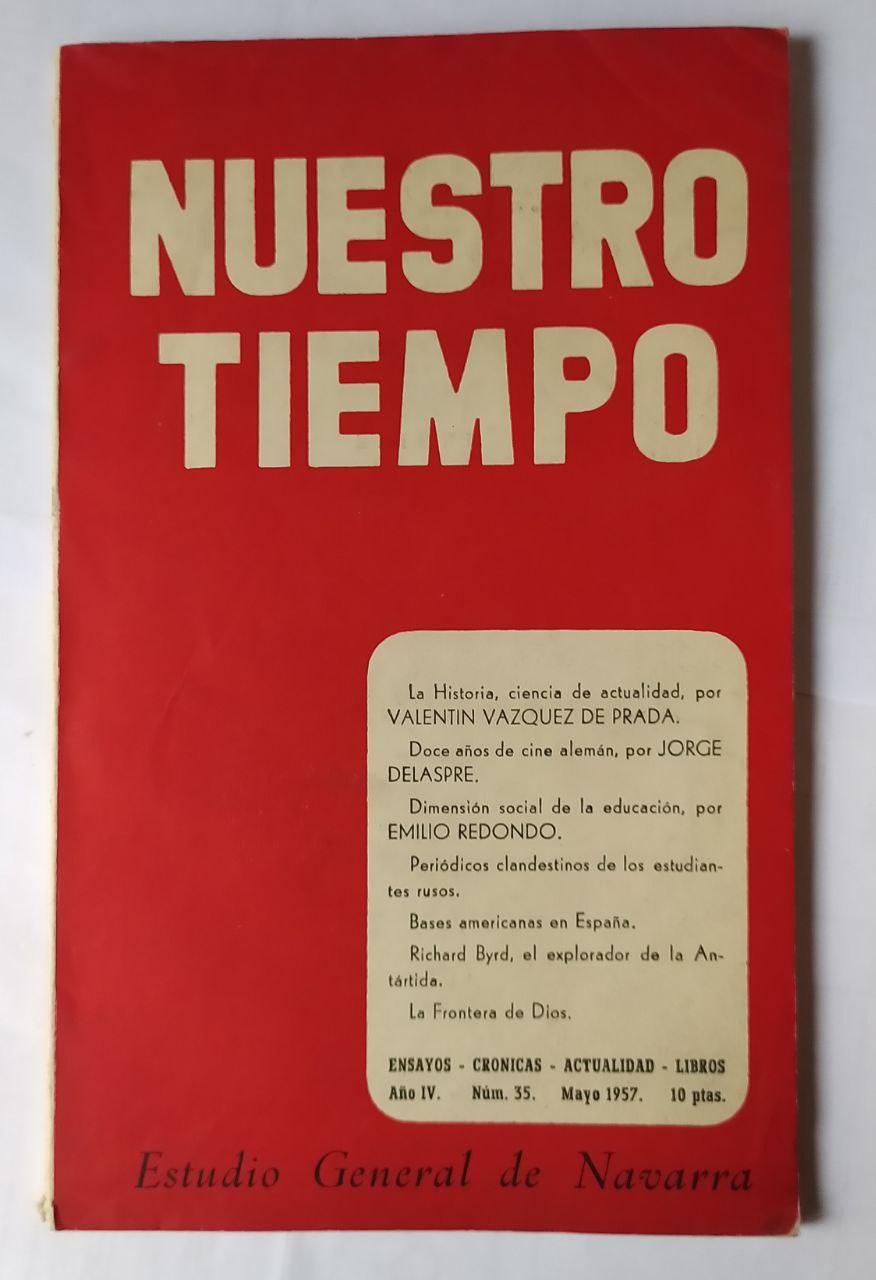 NUESTRO
TIEMPO
La Historia, ciencia de actualidad, por
VALENTIN VAZQUEZ DE PRADA.
Doce años de cine alemán, por JORGE
DELASPRE.
Dimensión social de la educación, por
EMILIO REDONDO.
Periódicos clandestinos de los estudian-
tes rusos.
Bases americanas en España.
Richard Byrd, el explorador de la An-
tártida.
La Frontera de Dios.
ENSAYOS - CRONICAS - ACTUALIDAD - LIBROS
Año IV. Núm. 35. Mayo 1957. 10 ptas.
Estudio General de Navarra